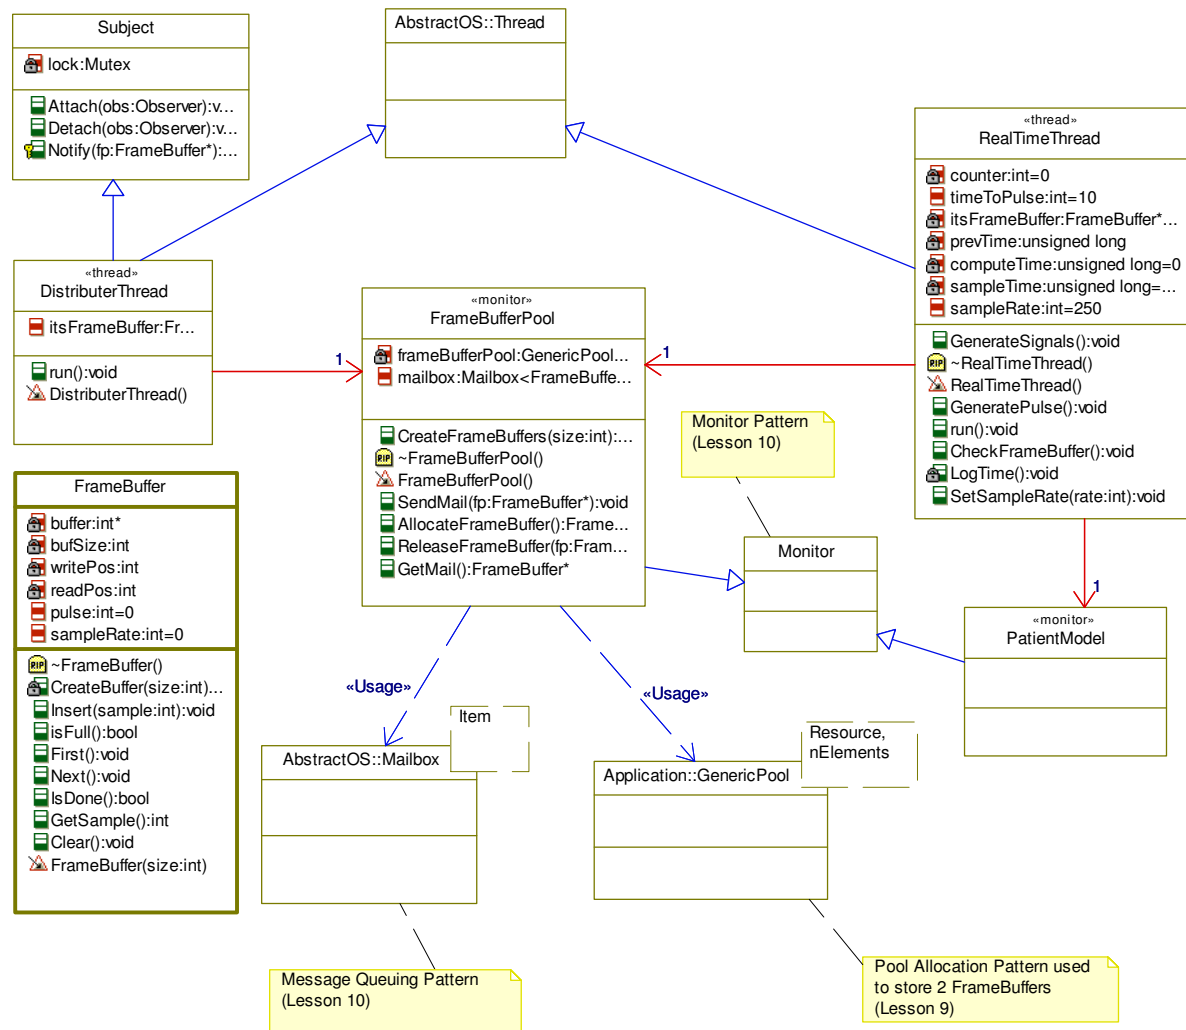 Subject
lock:Mutex
Attach(obs:Observer):v...
Detach(obs:Observer):v...
Notify(fp:FrameBuffer*):...
AbstractOS::Thread
«thread»
RealTimeThread
counter:int=0
timeToPulse:int=10
itsFrameBuffer:FrameBuffer*...
prevTime:unsigned long
computeTime:unsigned long=0
sampleTime:unsigned long=...
sampleRate:int=250
GenerateSignals():void
RIP ~RealTimeThread()
RealTimeThread()
GeneratePulse():void
run():void
CheckFrameBuffer():void
LogTime():void
SetSampleRate(rate:int):void
«thread»
DistributerThread
itsFrameBuffer:Fr...
run():void
DistributerThread()
1
«monitor»
FrameBufferPool
frameBufferPool:GenericPool...
mailbox:Mailbox<FrameBuffe...
CreateFrameBuffers(size:int):...
RIP ~FrameBufferPool()
FrameBufferPool()
SendMail(fp:FrameBuffer*):void
AllocateFrameBuffer():Frame...
ReleaseFrameBuffer(fp:Fram...
GetMail():FrameBuffer*
1
Monitor Pattern
(Lesson 10)
Monitor
1
«monitor»
PatientModel
FrameBuffer
buffer:int*
bufSize:int
writePos:int
readPos:int
pulse:int=0
sampleRate:int=0
RIP ~FrameBuffer()
CreateBuffer(size:int)...
Insert(sample:int):void
isFull():bool
First():void
Next():void
IsDone():bool
GetSample():int
Clear():void
FrameBuffer(size:int)
«Usage»
«Usage»
Item
AbstractOS::Mailbox
Resource,
nElements
Application::GenericPool
Message Queuing Pattern
(Lesson 10)
Pool Allocation Pattern used
to store 2 FrameBuffers
(Lesson 9)